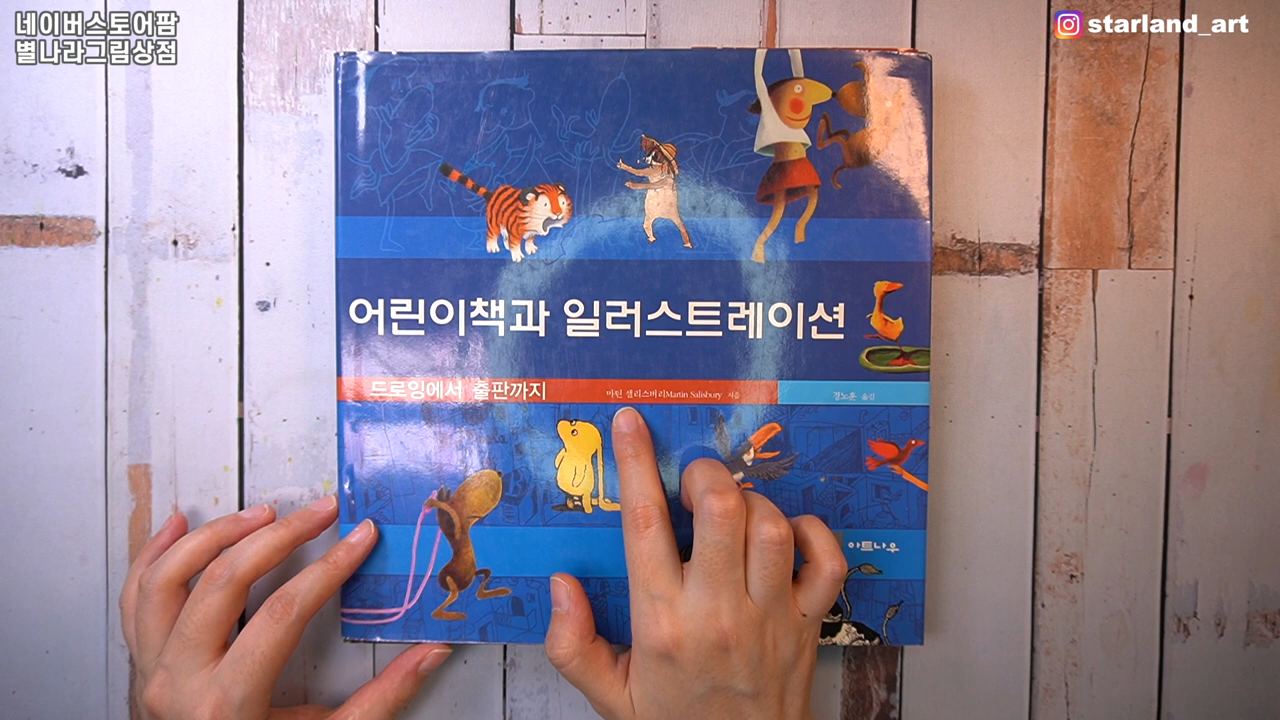 네이버스토어팜
별나라그림상점
starland_art
어린이책과 일러스트레이션
드로잉에서 출판까지
마틴 샐리스버리Martin Salisbury 지음
경노훈 옮김
아트나우